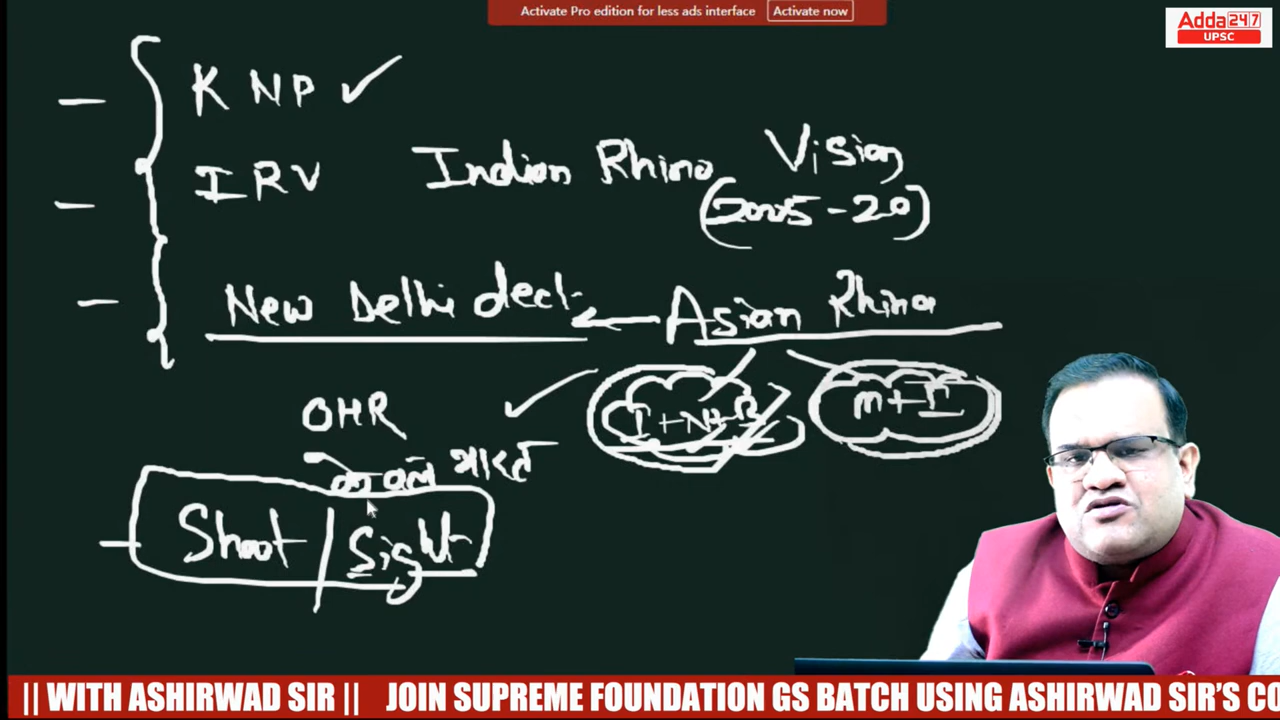 Activate Pro edition for less ads interface Activate now
Adda247
UPSC
KNP ✓
IRV Indian Rhino Vision
(2005-20)
New Delhi decl. ← Asian Rhino
I+N+B M+I
OHR ✓
भारत
Shoot / Sight
|| WITH ASHIRWAD SIR || JOIN SUPREME FOUNDATION GS BATCH USING ASHIRWAD SIR'S CO